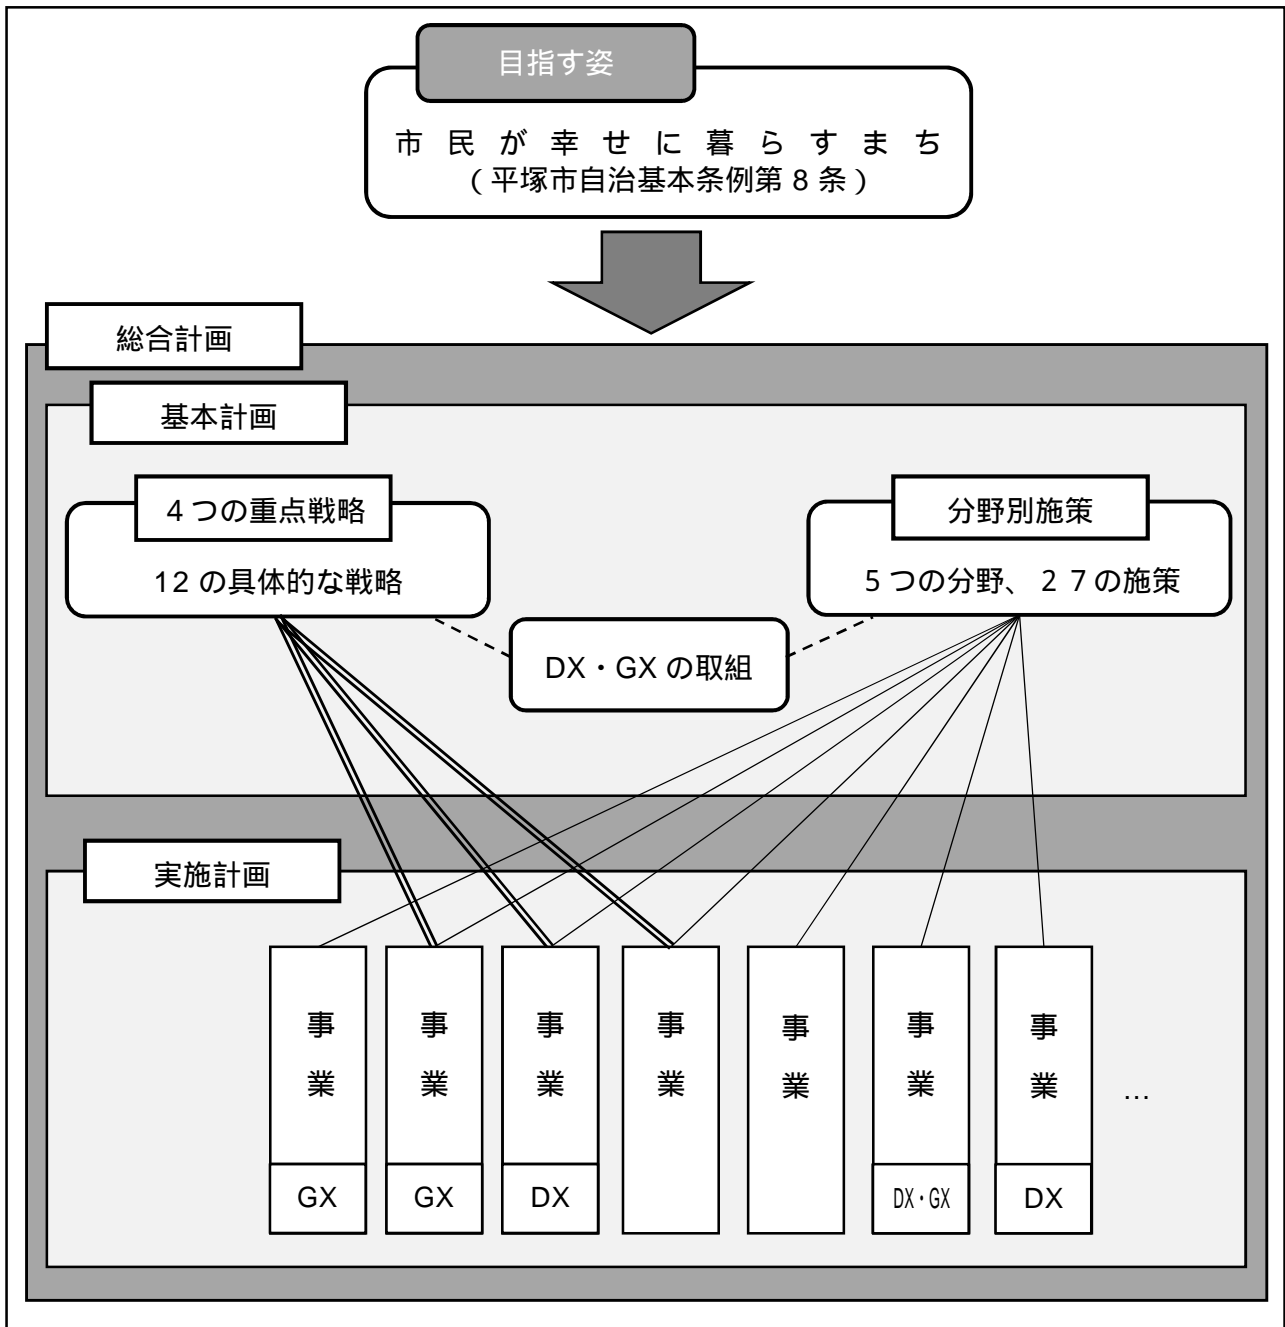 目指す姿
市民が幸せに暮らすまち
（平塚市自治基本条例第８条）
総合計画
基本計画
４つの重点戦略
12の具体的な戦略
分野別施策
５つの分野、２７の施策
DX・GXの取組
実施計画
事業
GX
事業
GX
事業
DX
事業
事業
事業
DX・GX
事業
DX
…